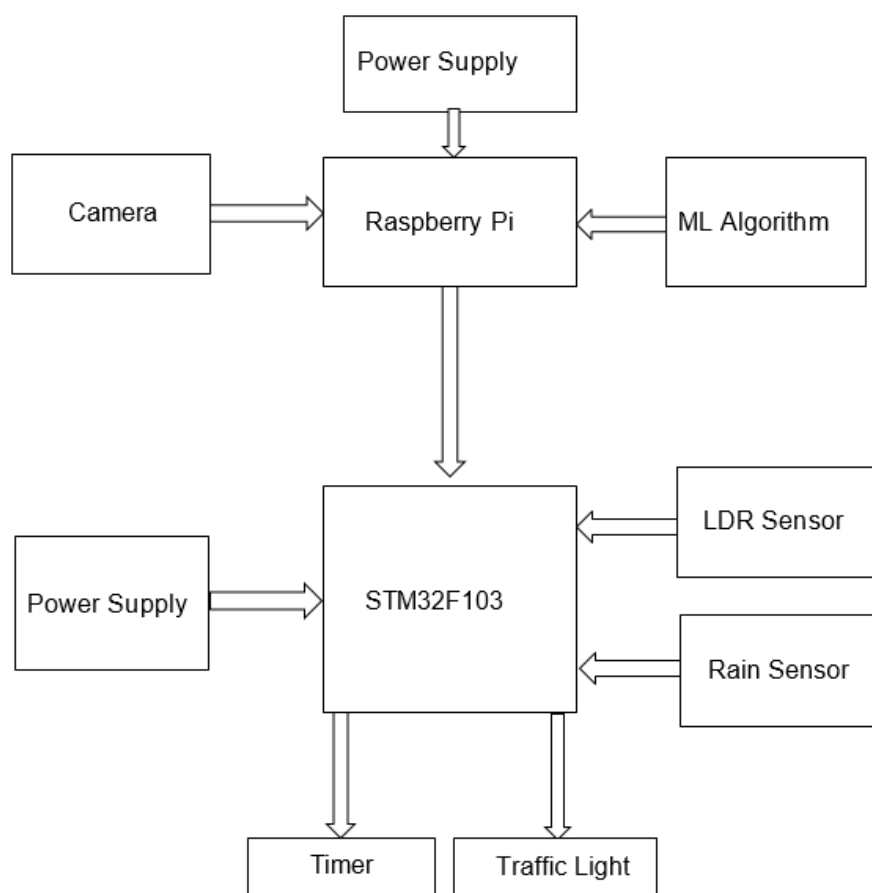 Power Supply
Camera
Raspberry Pi
ML Algorithm
LDR Sensor
Power Supply
STM32F103
Rain Sensor
Timer
Traffic Light